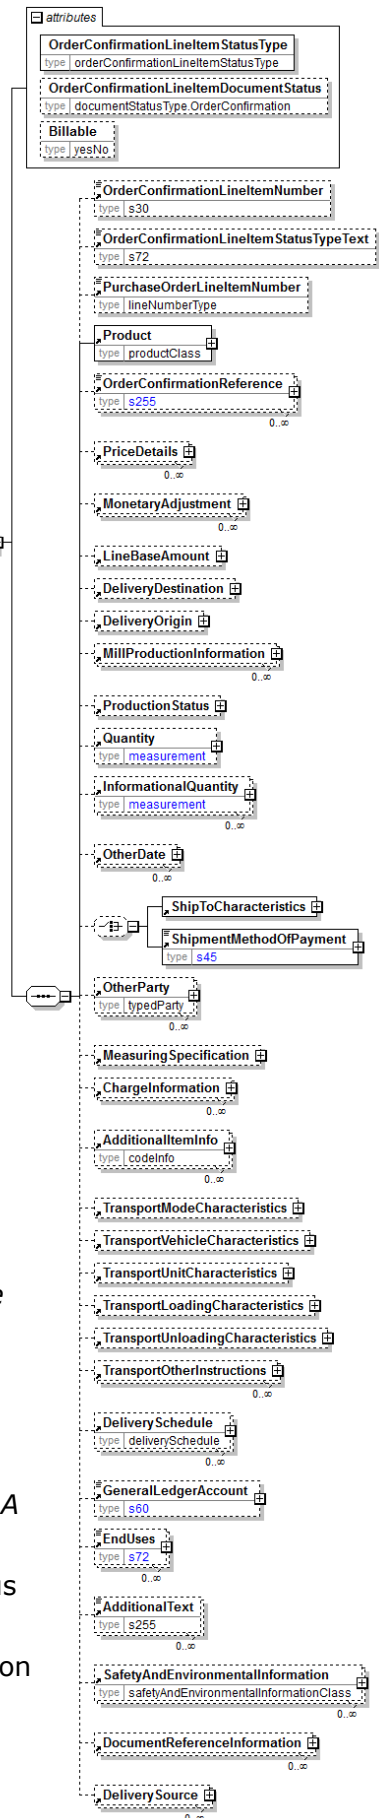 attributes
OrderConfirmationLineItemStatusType
type orderConfirmationLineItemStatusType
OrderConfirmationLineItemDocumentStatus
type documentStatusType.OrderConfirmation
Billable
type yesNo
OrderConfirmationLineItemNumber
type s30
OrderConfirmationLineItemStatusTypeText
type s72
PurchaseOrderLineItemNumber
type lineNumberType
Product
type productClass
OrderConfirmationReference
type s255
0..∞
PriceDetails
0..∞
MonetaryAdjustment
0..∞
LineBaseAmount
DeliveryDestination
DeliveryOrigin
MillProductionInformation
0..∞
ProductionStatus
Quantity
type measurement
InformationalQuantity
type measurement
0..∞
OtherDate
0..∞
ShipToCharacteristics
ShipmentMethodOfPayment
type s45
OtherParty
type typedParty
0..∞
MeasuringSpecification
ChargeInformation
0..∞
AdditionalItemInfo
type codeInfo
0..∞
TransportModeCharacteristics
TransportVehicleCharacteristics
TransportUnitCharacteristics
e
TransportLoadingCharacteristics
TransportUnloadingCharacteristics
TransportOtherInstructions
0..∞
DeliverySchedule
type deliverySchedule
0..∞
GeneralLedgerAccount
A
type s60
EndUses
type s72
0..∞
us
AdditionalText
type s255
0..∞
on
SafetyAndEnvironmentalInformation
type safetyAndEnvironmentalInformationClass
0..∞
DocumentReferenceInformation
0..∞
DeliverySource
0..∞